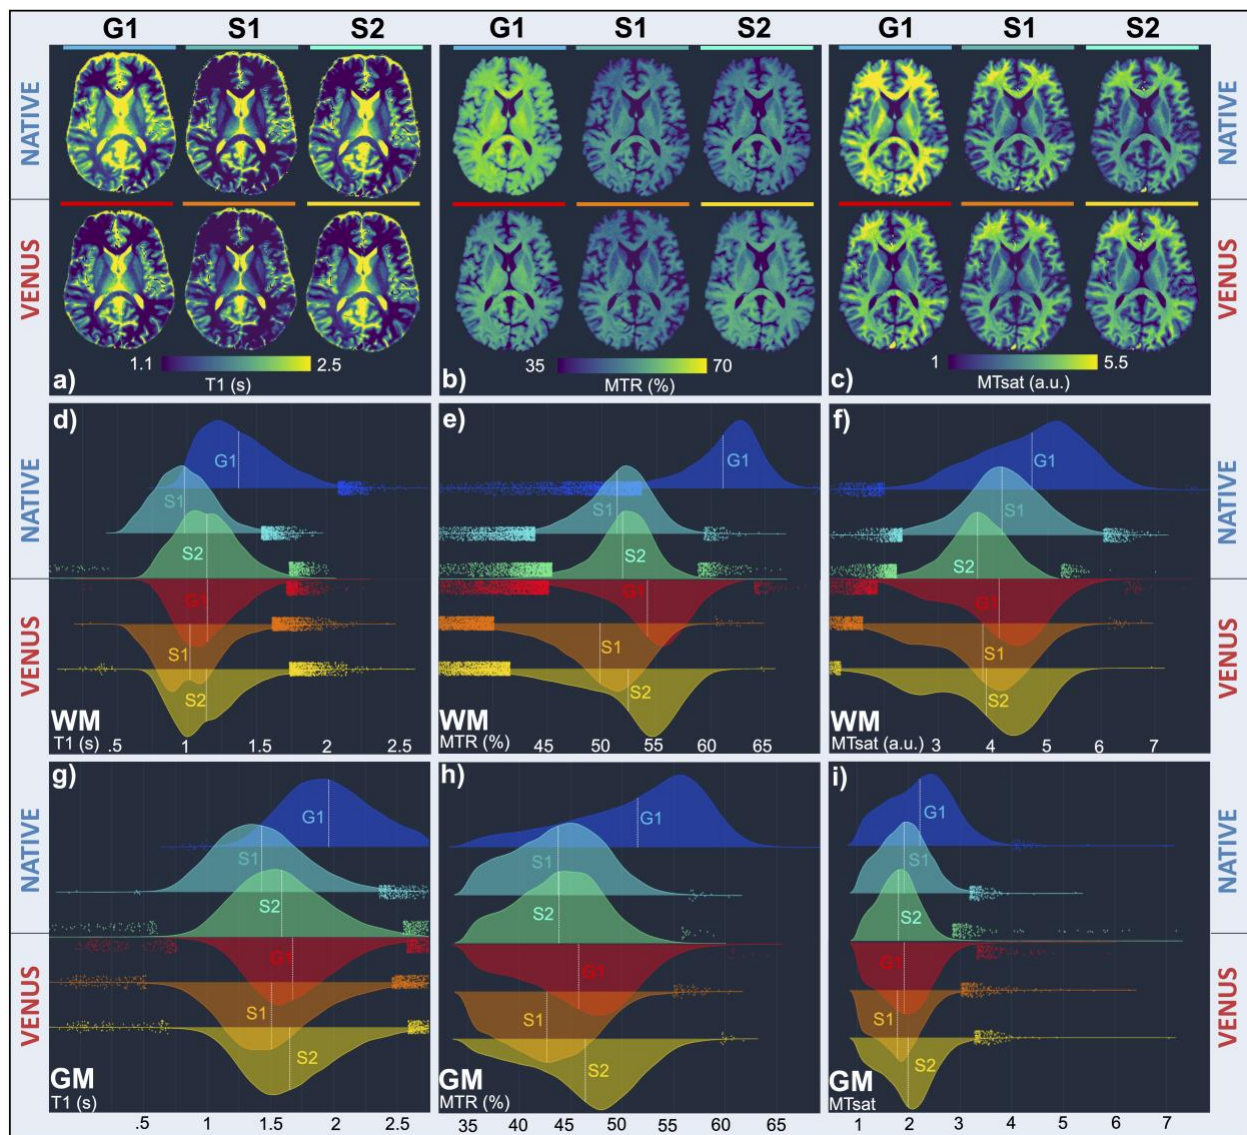 G1 S1 S2 G1 S1 S2 G1 S1 S2
NATIVE NATIVE
VENUS VENUS
1.1 2.5 35 70 1 5.5
a) T1 (s) b) MTR (%) c) MTsat (a.u.)
d) e) f)
NATIVE NATIVE
G1 G1 G1
S1 S1 S1
S2 S2 S2
VENUS VENUS
G1 G1 G1
S1 S1 S1
S2 S2 S2
WM WM WM
T1 (s) .5 1 1.5 2 2.5 MTR (%) 45 50 55 60 65 MTsat (a.u.) 3 4 5 6 7
g) h) i)
NATIVE NATIVE
G1 G1 G1
S1 S1 S1
S2 S2 S2
VENUS VENUS
G1 G1 G1
S1 S1 S1
S2 S2 S2
GM GM GM
T1 (s) MTR (%) MTsat
.5 1 1.5 2 2.5 35 40 45 50 55 60 65 1 2 3 4 5 6 7